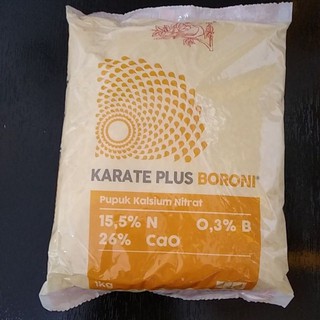 KARATE PLUS BORONI®
Pupuk Kalsium Nitrat
15,5% N 0,3% B
26% CaO
1KG